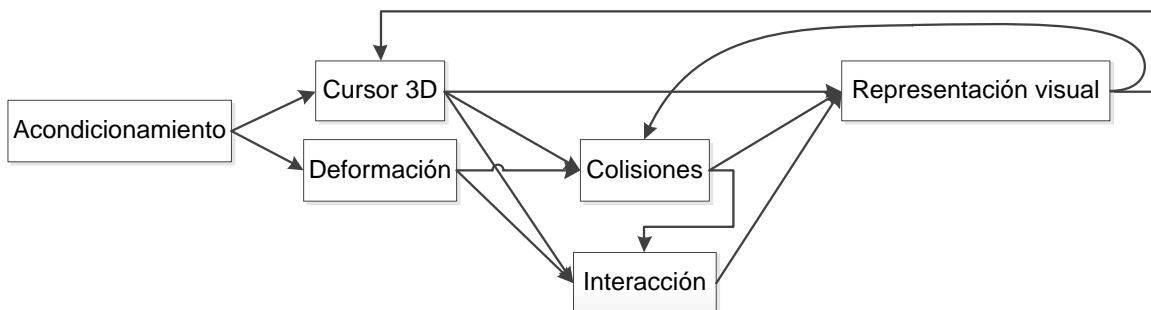 Cursor 3D
Representación visual
Acondicionamiento
Deformación
Colisiones
Interacción